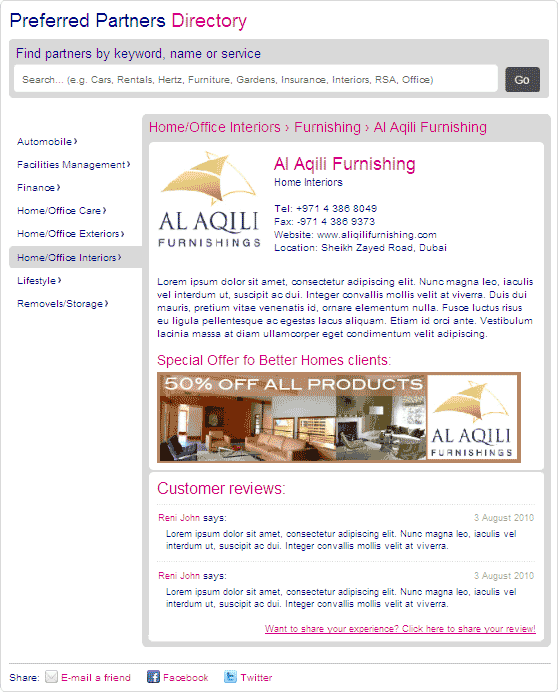 Preferred Partners Directory
Find partners by keyword, name or service
Search... (e.g. Cars, Rentals, Hertz, Furniture, Gardens, Insurance, Interiors, RSA, Office)
Go
Automobile ›
Facilities Management ›
Finance ›
Home/Office Care ›
Home/Office Exteriors ›
Home/Office Interiors ›
Lifestyle ›
Removels/Storage ›
Home/Office Interiors › Furnishing › Al Aqili Furnishing
AL AQILI
FURNISHINGS
Al Aqili Furnishing
Home Interiors
Tel: +971 4 386 8049
Fax: -971 4 386 9373
Website: www.aliqilifurnishing.com
Location: Sheikh Zayed Road, Dubai
Lorem ipsum dolor sit amet, consectetur adipiscing elit. Nunc magna leo, iaculis
vel interdum ut, suscipit ac dui. Integer convallis mollis velit at viverra. Duis dui
mauris, pretium vitae venenatis id, ornare elementum nulla. Fusce luctus risus
eu ligula pellentesque ac egestas lacus aliquam. Etiam id orci ante. Vestibulum
lacinia massa at diam ullamcorper eget condimentum velit adipiscing.
Special Offer fo Better Homes clients:
50% OFF ALL PRODUCTS
AL AQILI
FURNISHINGS
Customer reviews:
Reni John says: 3 August 2010
Lorem ipsum dolor sit amet, consectetur adipiscing elit. Nunc magna leo, iaculis vel
interdum ut, suscipit ac dui. Integer convallis mollis velit at viverra.
Reni John says: 3 August 2010
Lorem ipsum dolor sit amet, consectetur adipiscing elit. Nunc magna leo, iaculis vel
interdum ut, suscipit ac dui. Integer convallis mollis velit at viverra.
Want to share your experience? Click here to share your review!
Share: E-mail a friend Facebook Twitter